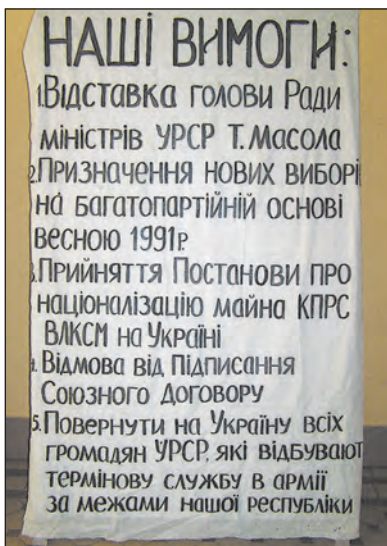 НАШІ ВИМОГИ:
1.ВІДСТАВКА ГОЛОВИ РАДИ
МІНІСТРІВ УРСР Т.МАСОЛА
2.ПРИЗНАЧЕННЯ НОВИХ ВИБОРІ
НА БАГАТОПАРТІЙНІЙ ОСНОВІ
ВЕСНОЮ 1991Р.
3.ПРИЙНЯТТЯ ПОСТАНОВИ ПРО
НАЦІОНАЛІЗАЦІЮ МАЙНА КПРС
ВЛКСМ НА УКРАЇНІ
4.ВІДМОВА ВІД ПІДПИСАННЯ
СОЮЗНОГО ДОГОВОРУ
5.ПОВЕРНУТИ НА УКРАЇНУ ВСІХ
ГРОМАДЯН УРСР, ЯКІ ВІДБУВАЮТ
ТЕРМІНОВУ СЛУЖБУ В АРМІЇ
ЗА МЕЖАМИ НАШОЇ РЕСПУБЛІКИ